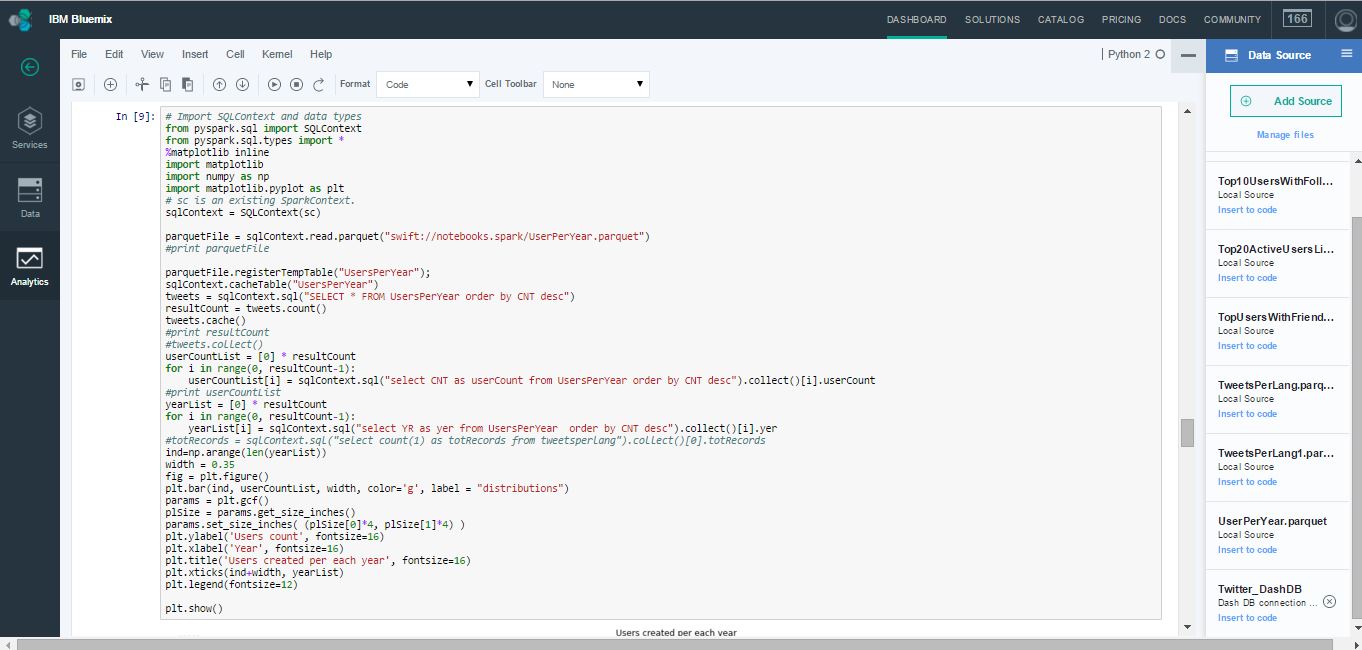 IBM Bluemix
DASHBOARD SOLUTIONS CATALOG PRICING DOCS COMMUNITY 166
File Edit View Insert Cell Kernel Help
Python 2
Format Code Cell Toolbar None
Services
Data
Analytics
In [9]:
# Import SQLContext and data types
from pyspark.sql import SQLContext
from pyspark.sql.types import *
%matplotlib inline
import matplotlib
import numpy as np
import matplotlib.pyplot as plt
# sc is an existing SparkContext.
sqlContext = SQLContext(sc)
parquetFile = sqlContext.read.parquet("swift://notebooks.spark/UserPerYear.parquet")
#print parquetFile
parquetFile.registerTempTable("UsersPerYear");
sqlContext.cacheTable("UsersPerYear")
tweets = sqlContext.sql("SELECT * FROM UsersPerYear order by CNT desc")
resultCount = tweets.count()
tweets.cache()
#print resultCount
#tweets.collect()
userCountList = [0] * resultCount
for i in range(0, resultCount-1):
    userCountList[i] = sqlContext.sql("select CNT as userCount from UsersPerYear order by CNT desc").collect()[i].userCount
#print userCountList
yearList = [0] * resultCount
for i in range(0, resultCount-1):
    yearList[i] = sqlContext.sql("select YR as yer from UsersPerYear  order by CNT desc").collect()[i].yer
#totRecords = sqlContext.sql("select count(1) as totRecords from tweetsperlang").collect()[0].totRecords
ind=np.arange(len(yearList))
width = 0.35
fig = plt.figure()
plt.bar(ind, userCountList, width, color='g', label = "distributions")
params = plt.gcf()
plSize = params.get_size_inches()
params.set_size_inches( (plSize[0]*4, plSize[1]*4) )
plt.ylabel('Users count', fontsize=16)
plt.xlabel('Year', fontsize=16)
plt.title('Users created per each year', fontsize=16)
plt.xticks(ind+width, yearList)
plt.legend(fontsize=12)
plt.show()
Users created per each year
Data Source
Add Source
Manage files
Top10UsersWithFoll...
Local Source
Insert to code
Top20ActiveUsersLi...
Local Source
Insert to code
TopUsersWithFriend...
Local Source
Insert to code
TweetsPerLang.parq...
Local Source
Insert to code
TweetsPerLang1.par...
Local Source
Insert to code
UserPerYear.parquet
Local Source
Insert to code
Twitter_DashDB
Dash DB connection ...
Insert to code